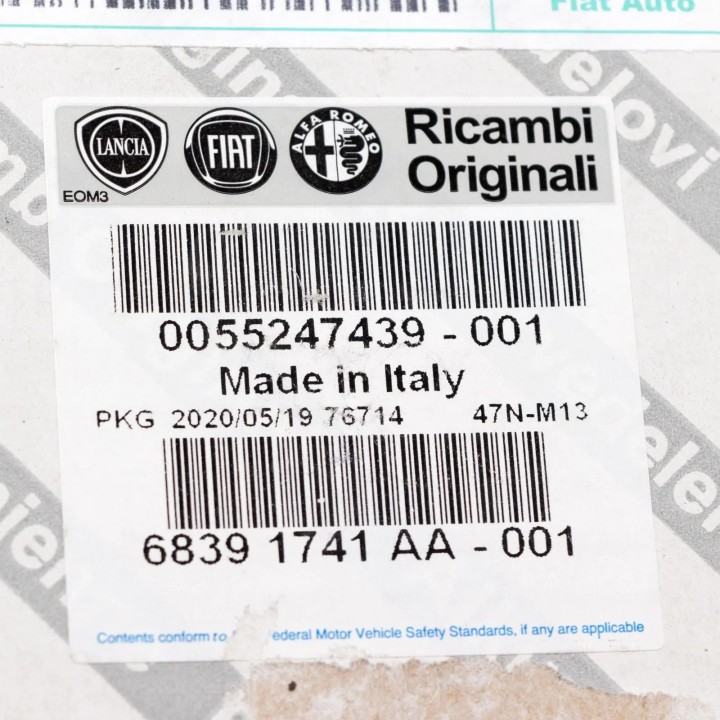 Fiat Auto
LANCIA
FIAT
ALFA ROMEO
Ricambi
Originali
EOM3
0055247439 - 001
Made in Italy
PKG 2020/05/19 76714 47N-M13
6839 1741 AA - 001
Contents conform to Federal Motor Vehicle Safety Standards, if any are applicable